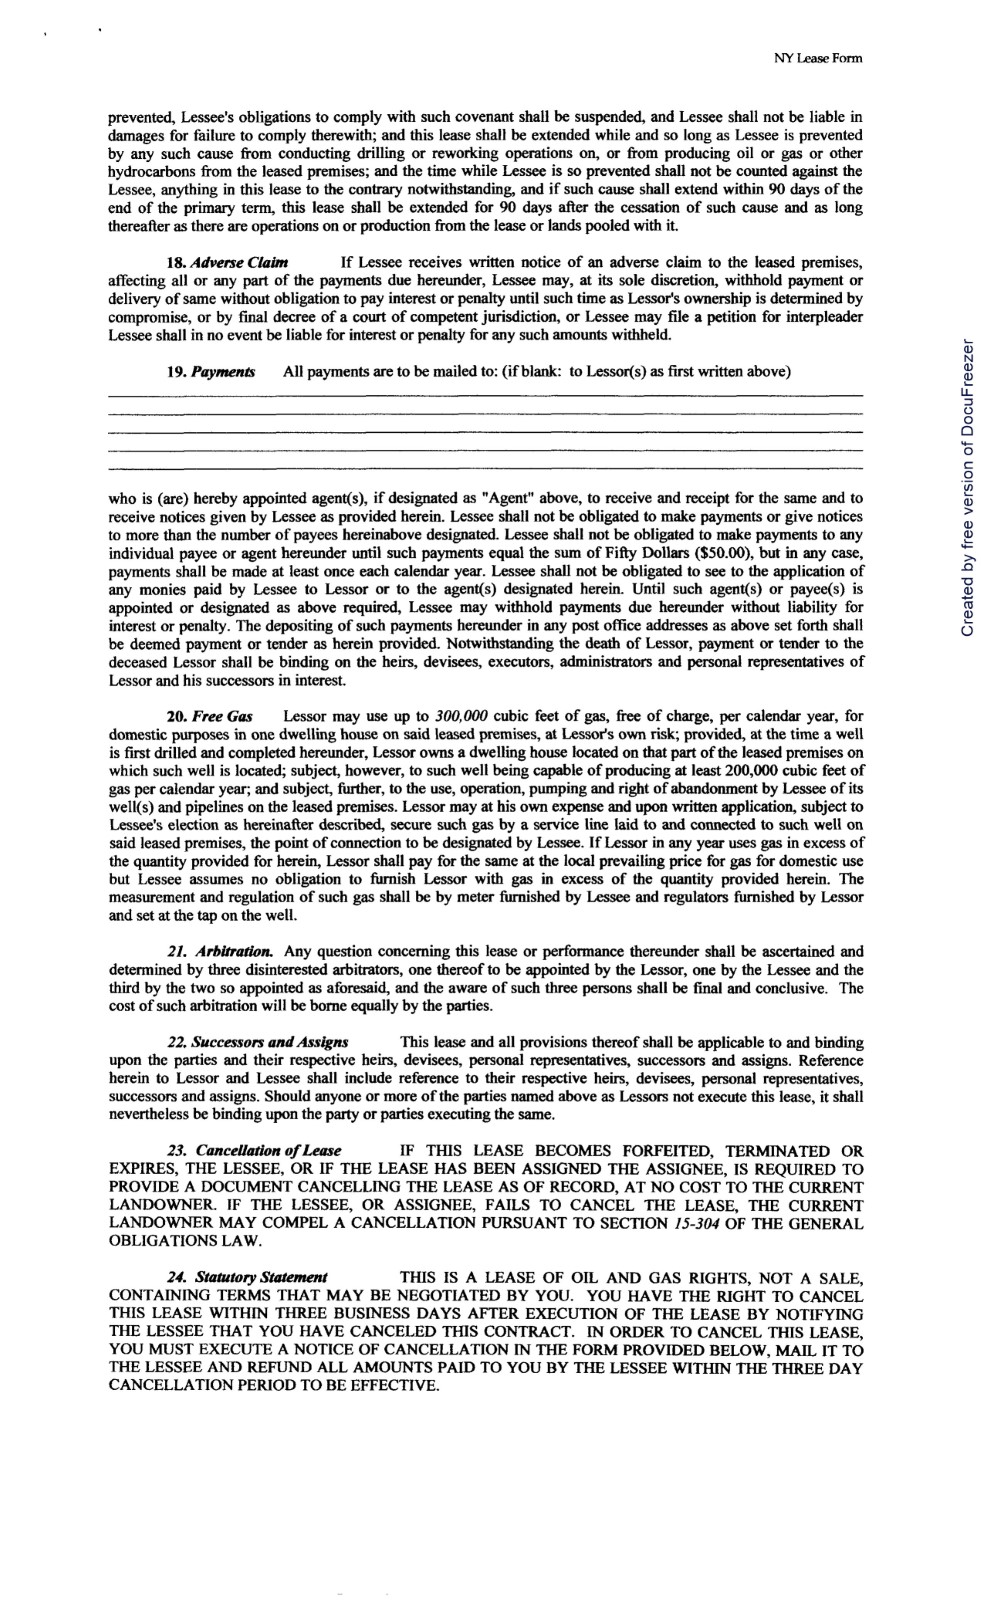 NY Lease Form
prevented, Lessee's obligations to comply with such covenant shall be suspended, and Lessee shall not be liable in
damages for failure to comply therewith; and this lease shall be extended while and so long as Lessee is prevented
by any such cause from conducting drilling or reworking operations on, or from producing oil or gas or other
hydrocarbons from the leased premises; and the time while Lessee is so prevented shall not be counted against the
Lessee, anything in this lease to the contrary notwithstanding, and if such cause shall extend within 90 days of the
end of the primary term, this lease shall be extended for 90 days after the cessation of such cause and as long
thereafter as there are operations on or production from the lease or lands pooled with it.
18. Adverse Claim If Lessee receives written notice of an adverse claim to the leased premises,
affecting all or any part of the payments due hereunder, Lessee may, at its sole discretion, withhold payment or
delivery of same without obligation to pay interest or penalty until such time as Lessor's ownership is determined by
compromise, or by final decree of a court of competent jurisdiction, or Lessee may file a petition for interpleader
Lessee shall in no event be liable for interest or penalty for any such amounts withheld.
19. Payments All payments are to be mailed to: (if blank: to Lessor(s) as first written above)
who is (are) hereby appointed agent(s), if designated as "Agent" above, to receive and receipt for the same and to
receive notices given by Lessee as provided herein. Lessee shall not be obligated to make payments or give notices
to more than the number of payees hereinabove designated. Lessee shall not be obligated to make payments to any
individual payee or agent hereunder until such payments equal the sum of Fifty Dollars ($50.00), but in any case,
payments shall be made at least once each calendar year. Lessee shall not be obligated to see to the application of
any monies paid by Lessee to Lessor or to the agent(s) designated herein. Until such agent(s) or payee(s) is
appointed or designated as above required, Lessee may withhold payments due hereunder without liability for
interest or penalty. The depositing of such payments hereunder in any post office addresses as above set forth shall
be deemed payment or tender as herein provided. Notwithstanding the death of Lessor, payment or tender to the
deceased Lessor shall be binding on the heirs, devisees, executors, administrators and personal representatives of
Lessor and his successors in interest.
20. Free Gas Lessor may use up to 300,000 cubic feet of gas, free of charge, per calendar year, for
domestic purposes in one dwelling house on said leased premises, at Lessor's own risk; provided, at the time a well
is first drilled and completed hereunder, Lessor owns a dwelling house located on that part of the leased premises on
which such well is located; subject, however, to such well being capable of producing at least 200,000 cubic feet of
gas per calendar year; and subject, further, to the use, operation, pumping and right of abandonment by Lessee of its
well(s) and pipelines on the leased premises. Lessor may at his own expense and upon written application, subject to
Lessee's election as hereinafter described, secure such gas by a service line laid to and connected to such well on
said leased premises, the point of connection to be designated by Lessee. If Lessor in any year uses gas in excess of
the quantity provided for herein, Lessor shall pay for the same at the local prevailing price for gas for domestic use
but Lessee assumes no obligation to furnish Lessor with gas in excess of the quantity provided herein. The
measurement and regulation of such gas shall be by meter furnished by Lessee and regulators furnished by Lessor
and set at the tap on the well.
21. Arbitration. Any question concerning this lease or performance thereunder shall be ascertained and
determined by three disinterested arbitrators, one thereof to be appointed by the Lessor, one by the Lessee and the
third by the two so appointed as aforesaid, and the aware of such three persons shall be final and conclusive. The
cost of such arbitration will be borne equally by the parties.
22. Successors and Assigns This lease and all provisions thereof shall be applicable to and binding
upon the parties and their respective heirs, devisees, personal representatives, successors and assigns. Reference
herein to Lessor and Lessee shall include reference to their respective heirs, devisees, personal representatives,
successors and assigns. Should anyone or more of the parties named above as Lessors not execute this lease, it shall
nevertheless be binding upon the party or parties executing the same.
23. Cancellation of Lease IF THIS LEASE BECOMES FORFEITED, TERMINATED OR
EXPIRES, THE LESSEE, OR IF THE LEASE HAS BEEN ASSIGNED THE ASSIGNEE, IS REQUIRED TO
PROVIDE A DOCUMENT CANCELLING THE LEASE AS OF RECORD, AT NO COST TO THE CURRENT
LANDOWNER. IF THE LESSEE, OR ASSIGNEE, FAILS TO CANCEL THE LEASE, THE CURRENT
LANDOWNER MAY COMPEL A CANCELLATION PURSUANT TO SECTION 15-304 OF THE GENERAL
OBLIGATIONS LAW.
24. Statutory Statement THIS IS A LEASE OF OIL AND GAS RIGHTS, NOT A SALE,
CONTAINING TERMS THAT MAY BE NEGOTIATED BY YOU. YOU HAVE THE RIGHT TO CANCEL
THIS LEASE WITHIN THREE BUSINESS DAYS AFTER EXECUTION OF THE LEASE BY NOTIFYING
THE LESSEE THAT YOU HAVE CANCELED THIS CONTRACT. IN ORDER TO CANCEL THIS LEASE,
YOU MUST EXECUTE A NOTICE OF CANCELLATION IN THE FORM PROVIDED BELOW, MAIL IT TO
THE LESSEE AND REFUND ALL AMOUNTS PAID TO YOU BY THE LESSEE WITHIN THE THREE DAY
CANCELLATION PERIOD TO BE EFFECTIVE.
Created by free version of DocuFreezer